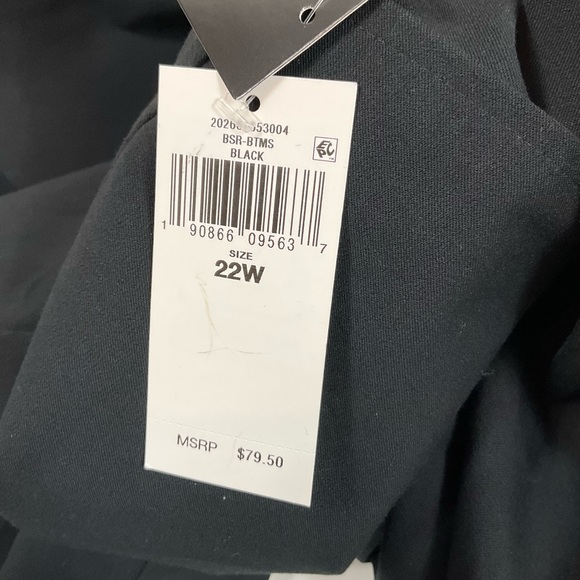 BSR-BTMS
BLACK
1 90866 09563 7
SIZE
22W
MSRP $79.50